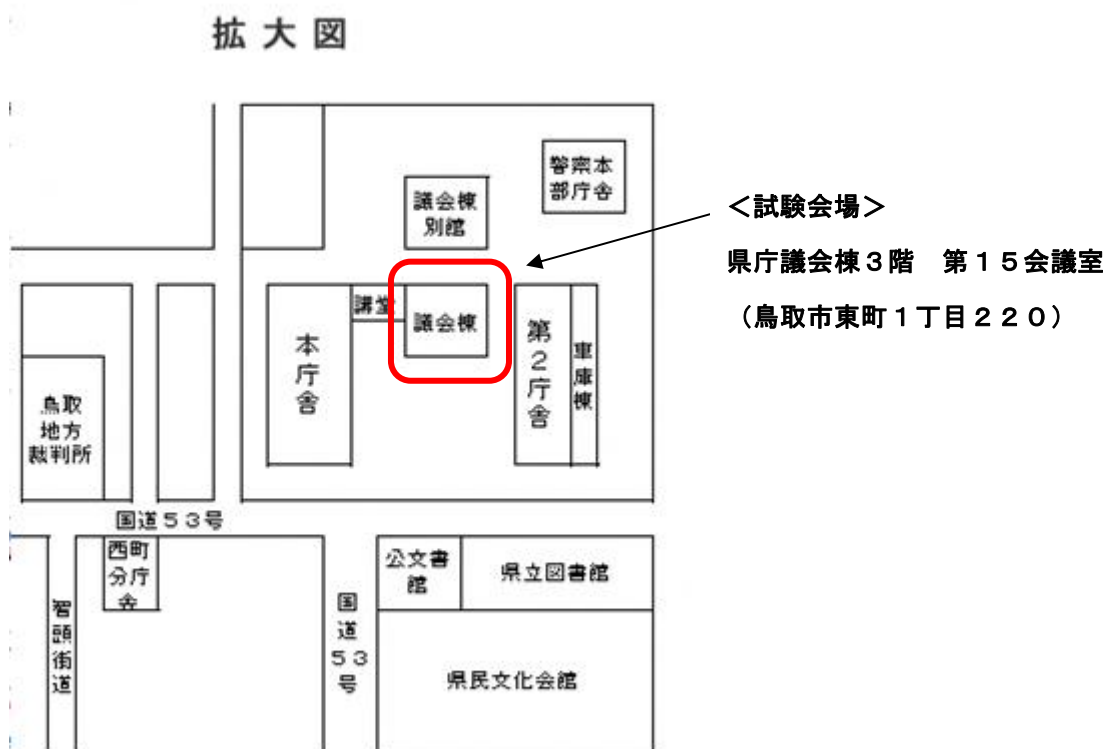 拡大図
警察本
部庁舎
議会棟
別館
＜試験会場＞
県庁議会棟３階　第１５会議室
（鳥取市東町１丁目２２０）
講堂
議会棟
本庁舎
第２庁舎
車庫棟
鳥取
地方
裁判所
国道５３号
西町
分庁
舎
公文書
館
県立図書館
智頭街道
国道５３号
県民文化会館